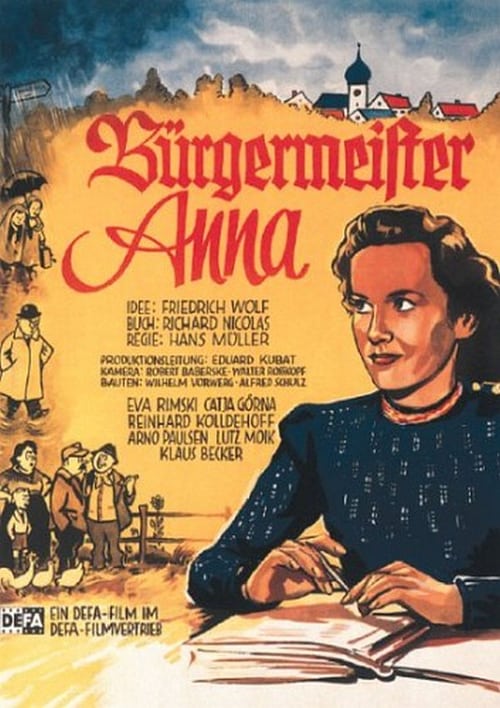 Bürgermeister
Anna
IDEE: FRIEDRICH WOLF
BUCH: RICHARD NICOLAS
REGIE: HANS MÜLLER
PRODUKTIONSLEITUNG: EDUARD KUBAT
KAMERA: ROBERT BABERSKE-WALTER ROßKOPF
BAUTEN: WILHELM VORWERG-ALFRED SCHULZ
EVA RIMSKI CATJA GÓRNA
REINHARD KOLLDEHOFF
ARNO PAULSEN LUTZ MOIK
KLAUS BECKER
DEFA
EIN DEFA-FILM IM
DEFA-FILMVERTRIEB